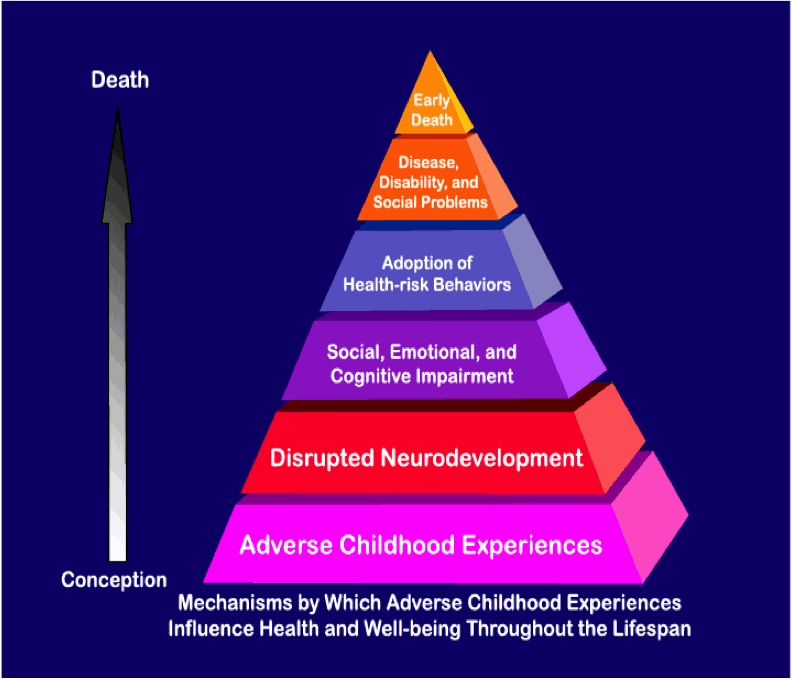 Death
Early
Death
Disease,
Disability, and
Social Problems
Adoption of
Health-risk Behaviors
Social, Emotional, and
Cognitive Impairment
Disrupted Neurodevelopment
Adverse Childhood Experiences
Conception
Mechanisms by Which Adverse Childhood Experiences
Influence Health and Well-being Throughout the Lifespan